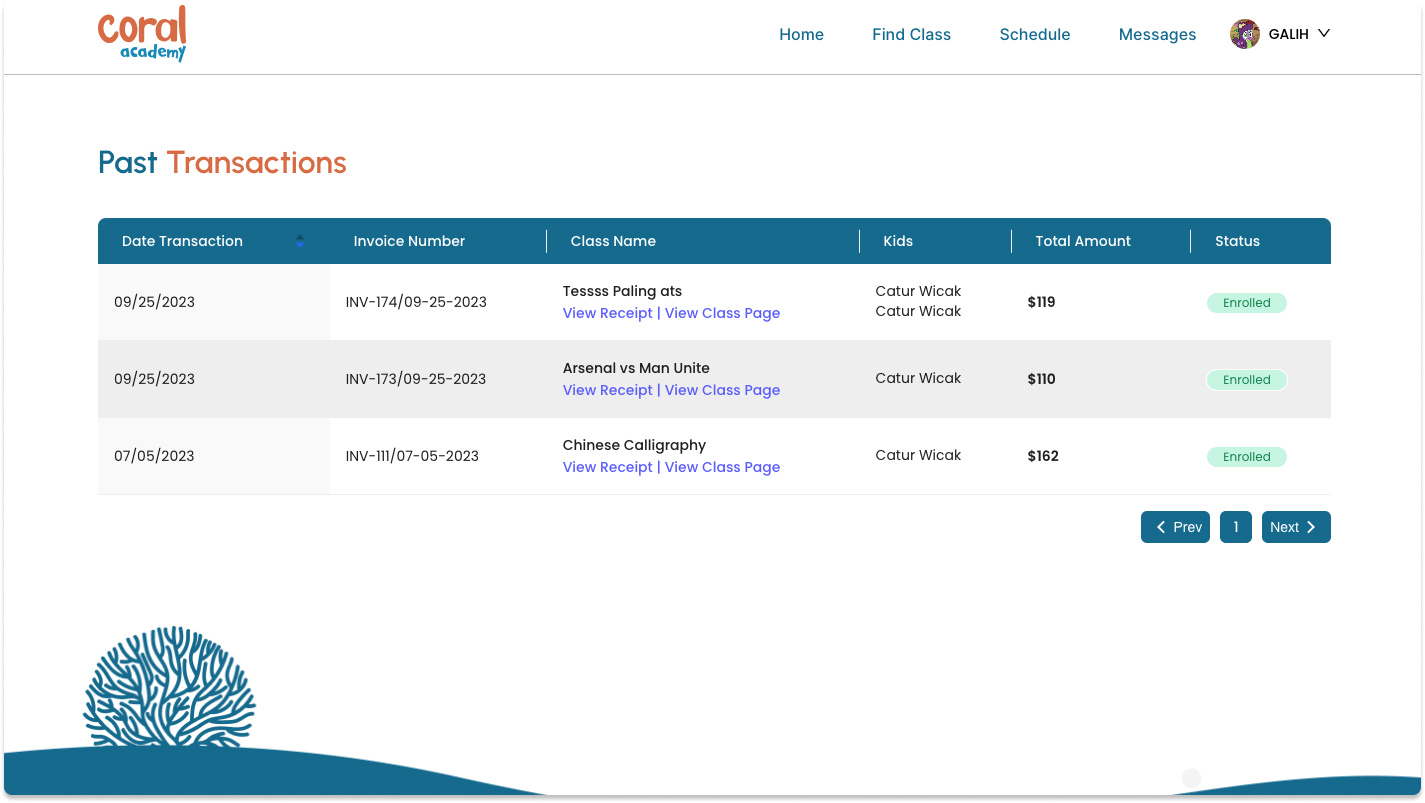 coral
academy
Home Find Class Schedule Messages GALIH
Past Transactions
Date Transaction Invoice Number Class Name Kids Total Amount Status
09/25/2023 INV-174/09-25-2023 Tessss Paling ats Catur Wicak $119 Enrolled
View Receipt | View Class Page Catur Wicak
09/25/2023 INV-173/09-25-2023 Arsenal vs Man Unite Catur Wicak $110 Enrolled
View Receipt | View Class Page
07/05/2023 INV-111/07-05-2023 Chinese Calligraphy Catur Wicak $162 Enrolled
View Receipt | View Class Page
Prev 1 Next